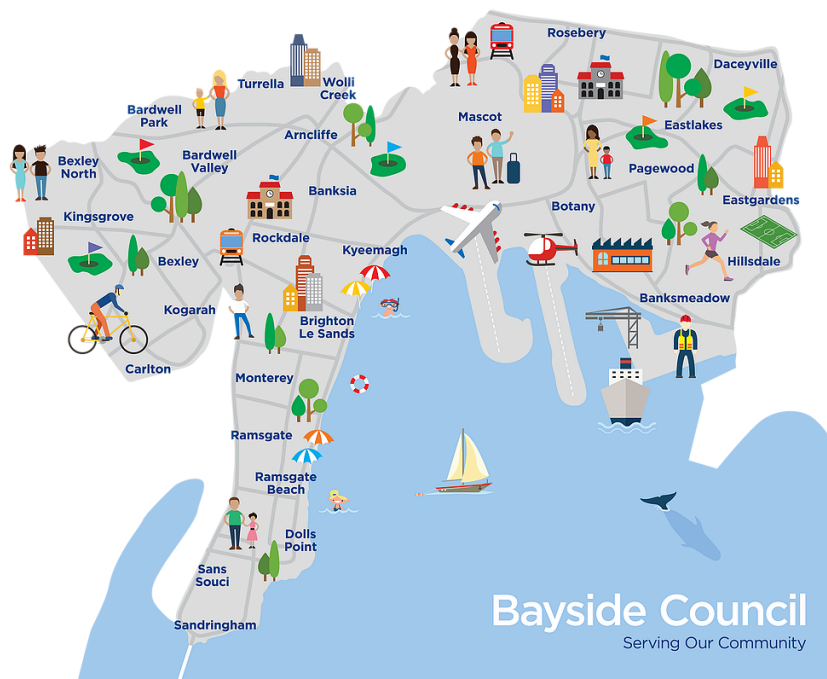 Rosebery
Daceyville
Turrella
Wolli
Creek
Bardwell
Park
Mascot
Eastlakes
Arncliffe
Bexley
North
Bardwell
Valley
Pagewood
Banksia
Eastgardens
Botany
Kingsgrove
Rockdale
Kyeemagh
Bexley
Hillsdale
Banksmeadow
Kogarah
Brighton
Le Sands
Carlton
Monterey
Ramsgate
Ramsgate
Beach
Dolls
Point
Sans
Souci
Sandringham
Bayside Council
Serving Our Community